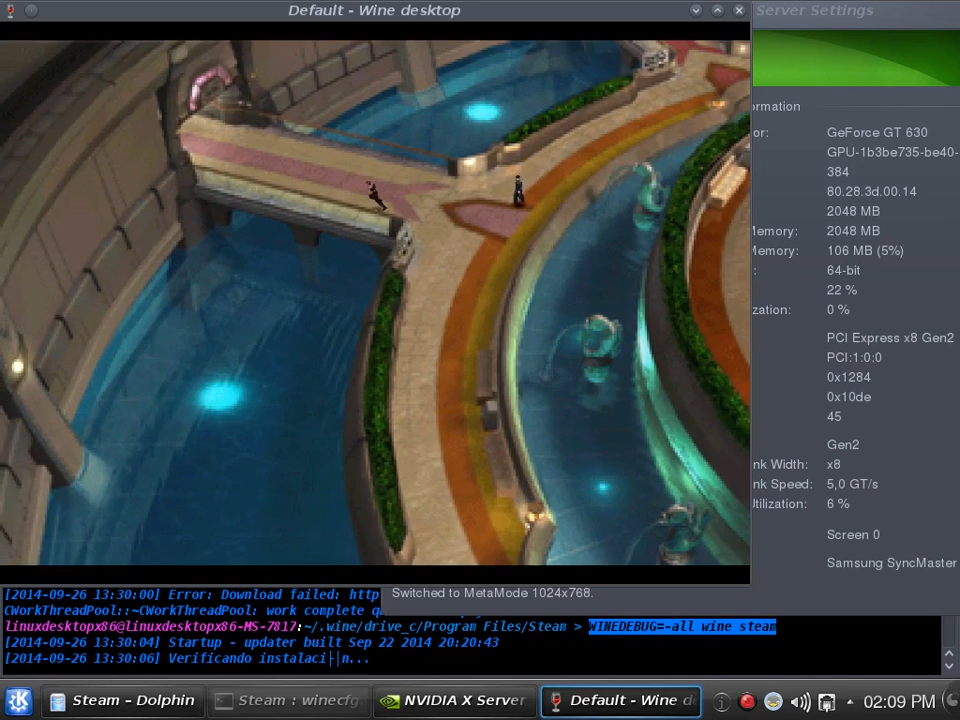 Default - Wine desktop
Server Settings
ormation
or: GeForce GT 630
GPU-1b3be735-be40-
384
80.28.3d.00.14
2048 MB
Memory: 2048 MB
Memory: 106 MB (5%)
: 64-bit
22 %
zation: 0 %
PCI Express x8 Gen2
PCI:1:0:0
0x1284
0x10de
45
Gen2
nk Width: x8
nk Speed: 5,0 GT/s
Utilization: 6 %
Screen 0
Samsung SyncMaster
Switched to MetaMode 1024x768.
[2014-09-26 13:30:00] Error: Download failed: http
CWorkThreadPool::~CWorkThreadPool: work complete qu
linuxdesktopx86@linuxdesktopx86-MS-7817:~/.wine/drive_c/Program Files/Steam > WINEDEBUG=-all wine steam
[2014-09-26 13:30:04] Startup - updater built Sep 22 2014 20:20:43
[2014-09-26 13:30:06] Verificando instalaci├│n...
Steam - Dolphin
Steam : winecfg
NVIDIA X Server
Default - Wine de
02:09 PM